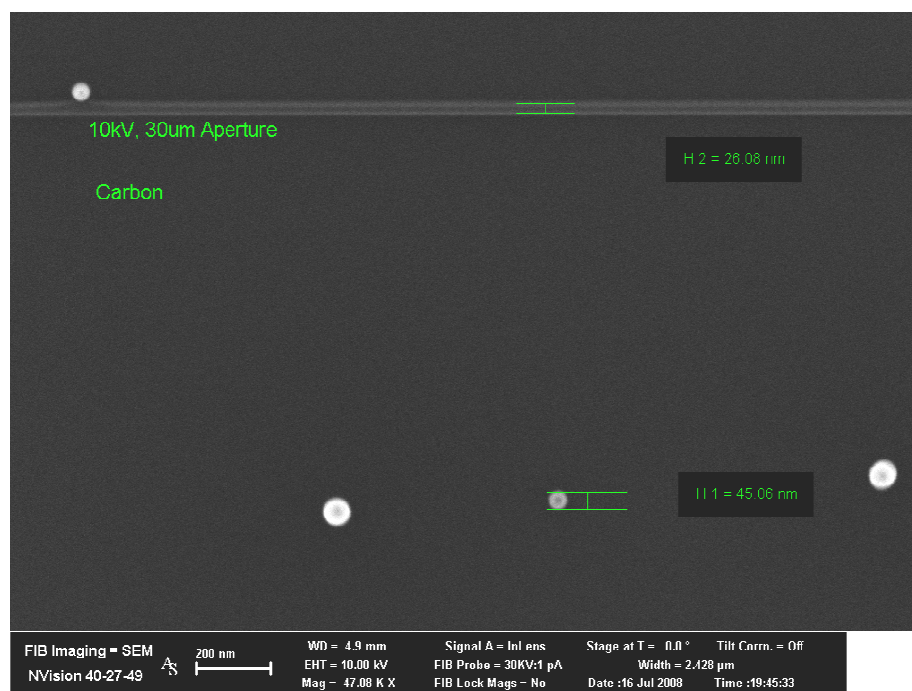 10kV, 30um Aperture
H 2 = 26.08 nm
Carbon
H 1 = 45.06 nm
FIB Imaging = SEM
NVision 40-27-49
200 nm
WD = 4.9 mm
EHT = 10.00 kV
Mag = 47.08 K X
Signal A = InLens
FIB Probe = 30KV:1 pA
FIB Lock Mags = No
Stage at T = 0.0 °
Tilt Corrn. = Off
Width = 2.428 µm
Date :16 Jul 2008
Time :19:45:33